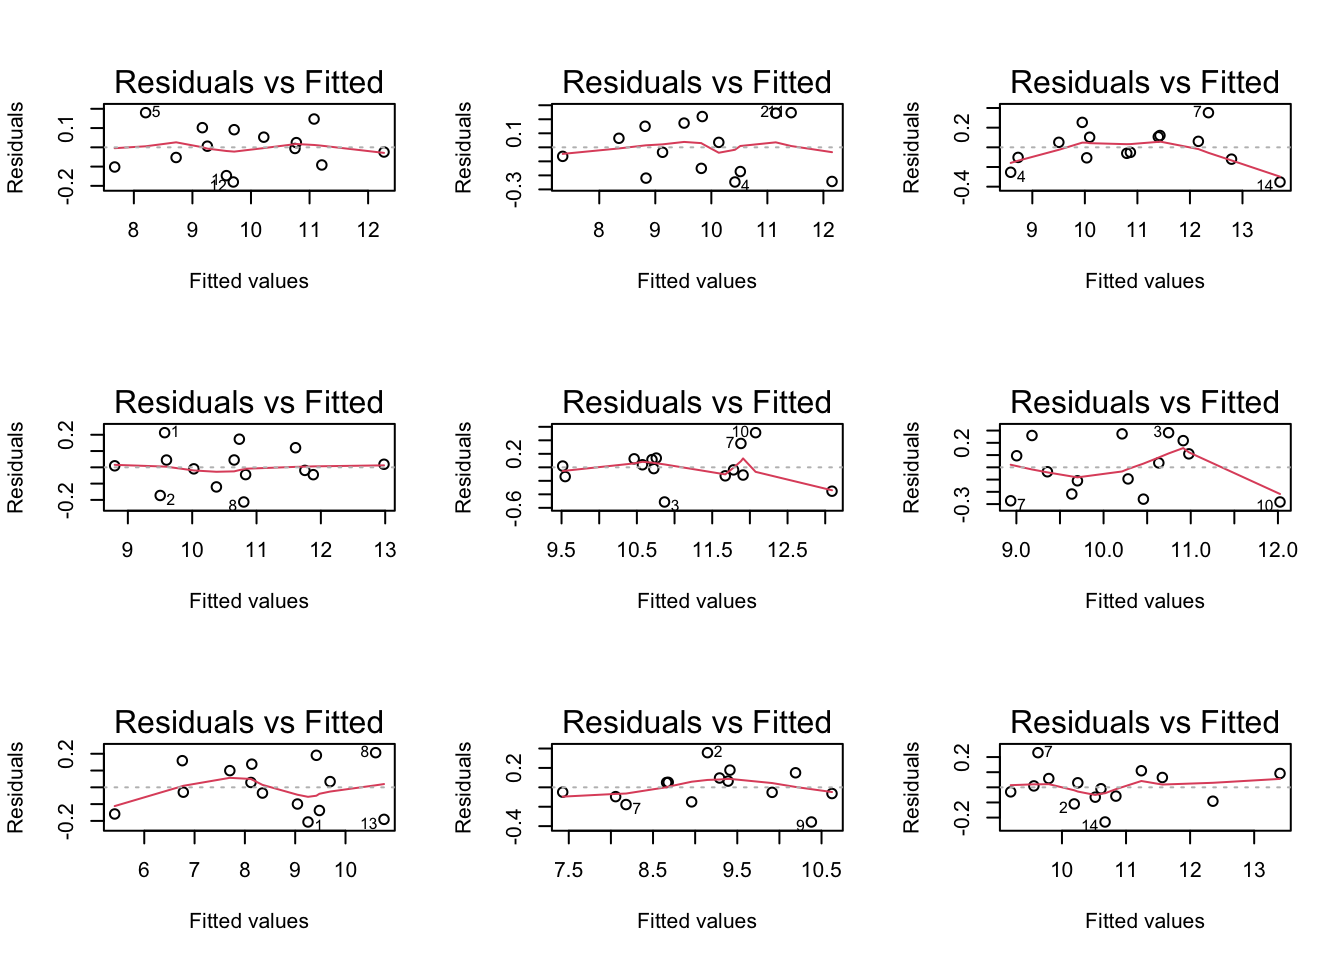 Residuals vs Fitted
Residuals
0.1
-0.2
5
12
8 9 10 11 12
Fitted values
Residuals vs Fitted
Residuals
0.1
-0.3
4
8 9 10 11 12
Fitted values
Residuals vs Fitted
Residuals
0.2
-0.4
7
4
14
9 10 11 12 13
Fitted values
Residuals vs Fitted
Residuals
0.2
-0.2
1
2
8
9 10 11 12 13
Fitted values
Residuals vs Fitted
Residuals
0.2
-0.6
10
7
3
9.5 10.5 11.5 12.5
Fitted values
Residuals vs Fitted
Residuals
0.2
-0.3
3
7
10
9.0 10.0 11.0 12.0
Fitted values
Residuals vs Fitted
Residuals
0.2
-0.2
8
1
13
6 7 8 9 10
Fitted values
Residuals vs Fitted
Residuals
0.2
-0.4
2
7
9
7.5 8.5 9.5 10.5
Fitted values
Residuals vs Fitted
Residuals
0.2
-0.2
7
2
14
10 11 12 13
Fitted values